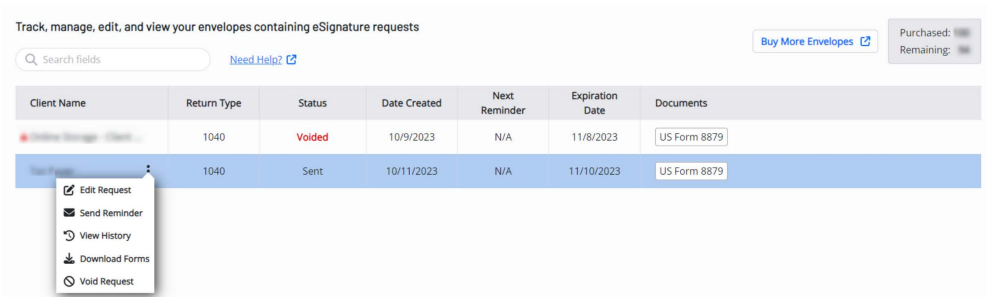 Track, manage, edit, and view your envelopes containing eSignature requests
Search fields
Need Help?
Buy More Envelopes
Purchased:
Remaining:
Client Name Return Type Status Date Created Next Reminder Expiration Date Documents
1040 Voided 10/9/2023 N/A 11/8/2023 US Form 8879
1040 Sent 10/11/2023 N/A 11/10/2023 US Form 8879
Edit Request
Send Reminder
View History
Download Forms
Void Request